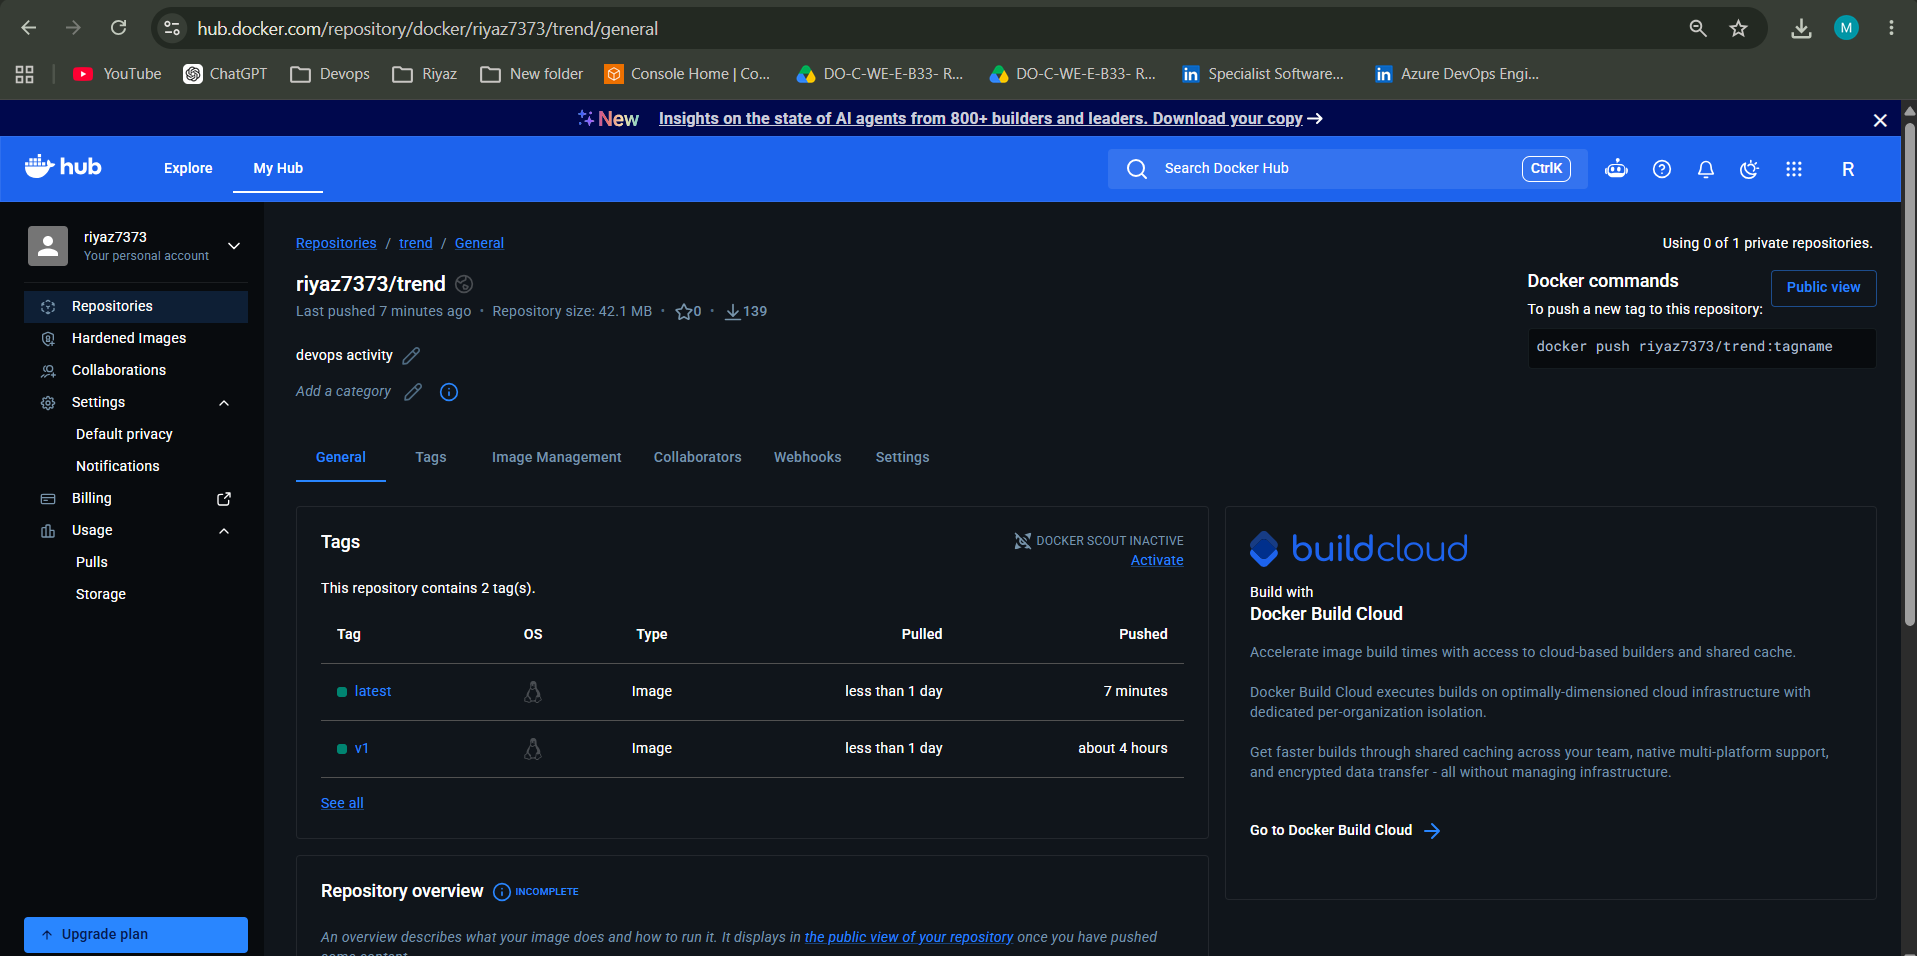 hub.docker.com/repository/docker/riyaz7373/trend/general
M
YouTube
ChatGPT
Devops
Riyaz
New folder
Console Home | Co...
DO-C-WE-E-B33- R...
DO-C-WE-E-B33- R...
Specialist Software...
Azure DevOps Engi...
New Insights on the state of AI agents from 800+ builders and leaders. Download your copy
hub
Explore
My Hub
Search Docker Hub
CtrlK
R
riyaz7373
Your personal account
Repositories
Hardened Images
Collaborations
Settings
Default privacy
Notifications
Billing
Usage
Pulls
Storage
Upgrade plan
Repositories / trend / General
Using 0 of 1 private repositories.
riyaz7373/trend
Last pushed 7 minutes ago · Repository size: 42.1 MB · 0 · 139
devops activity
Add a category
Docker commands
Public view
To push a new tag to this repository:
docker push riyaz7373/trend:tagname
General
Tags
Image Management
Collaborators
Webhooks
Settings
Tags
DOCKER SCOUT INACTIVE
Activate
This repository contains 2 tag(s).
Tag OS Type Pulled Pushed
latest Image less than 1 day 7 minutes
v1 Image less than 1 day about 4 hours
See all
buildcloud
Build with
Docker Build Cloud
Accelerate image build times with access to cloud-based builders and shared cache.
Docker Build Cloud executes builds on optimally-dimensioned cloud infrastructure with
dedicated per-organization isolation.
Get faster builds through shared caching across your team, native multi-platform support,
and encrypted data transfer - all without managing infrastructure.
Go to Docker Build Cloud
Repository overview
INCOMPLETE
An overview describes what your image does and how to run it. It displays in the public view of your repository once you have pushed
some content.